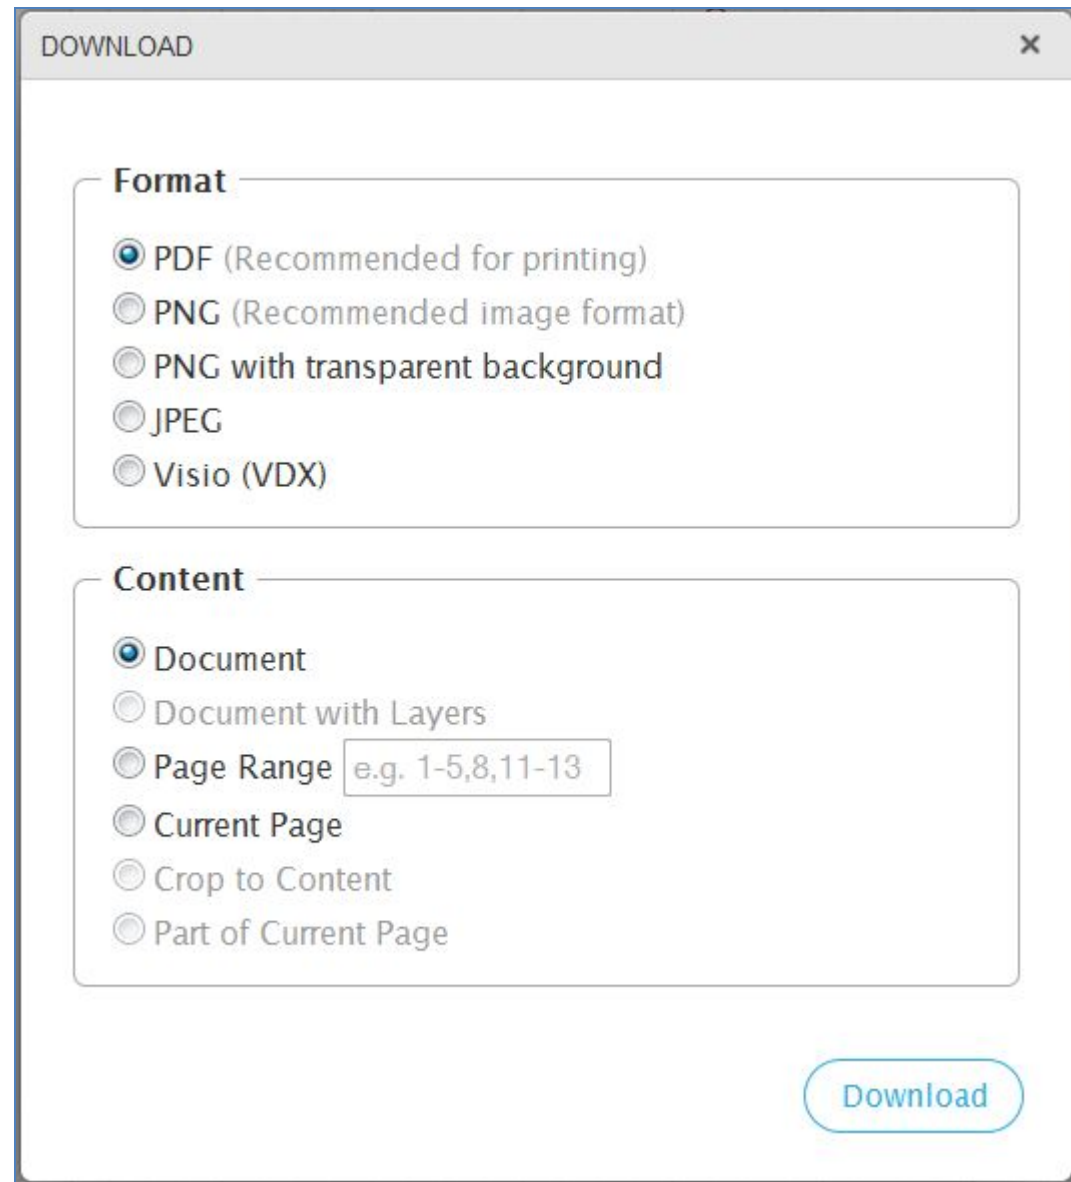 DOWNLOAD
Format
PDF (Recommended for printing)
PNG (Recommended image format)
PNG with transparent background
JPEG
Visio (VDX)
Content
Document
Document with Layers
Page Range e.g. 1-5,8,11-13
Current Page
Crop to Content
Part of Current Page
Download